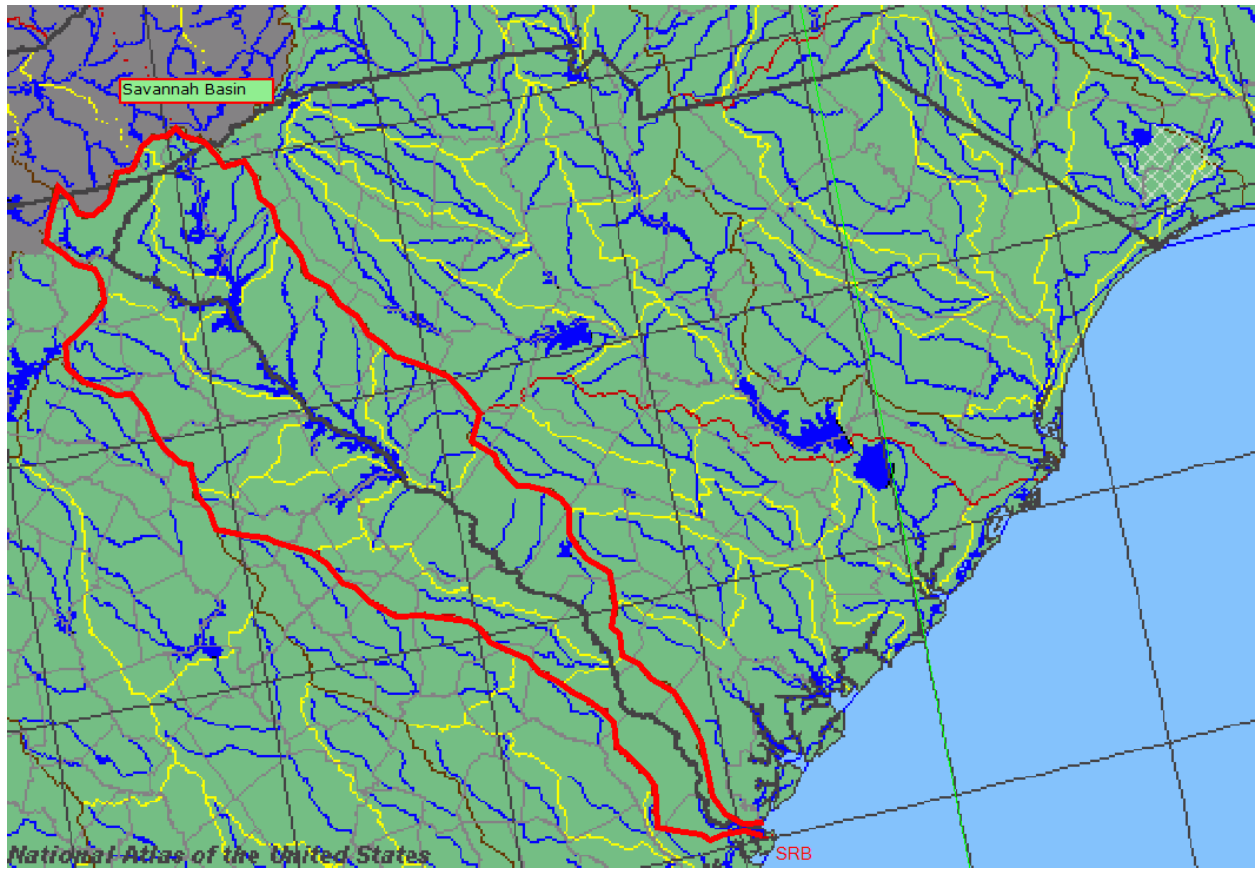 Savannah Basin
National Atlas of the United States
SRB